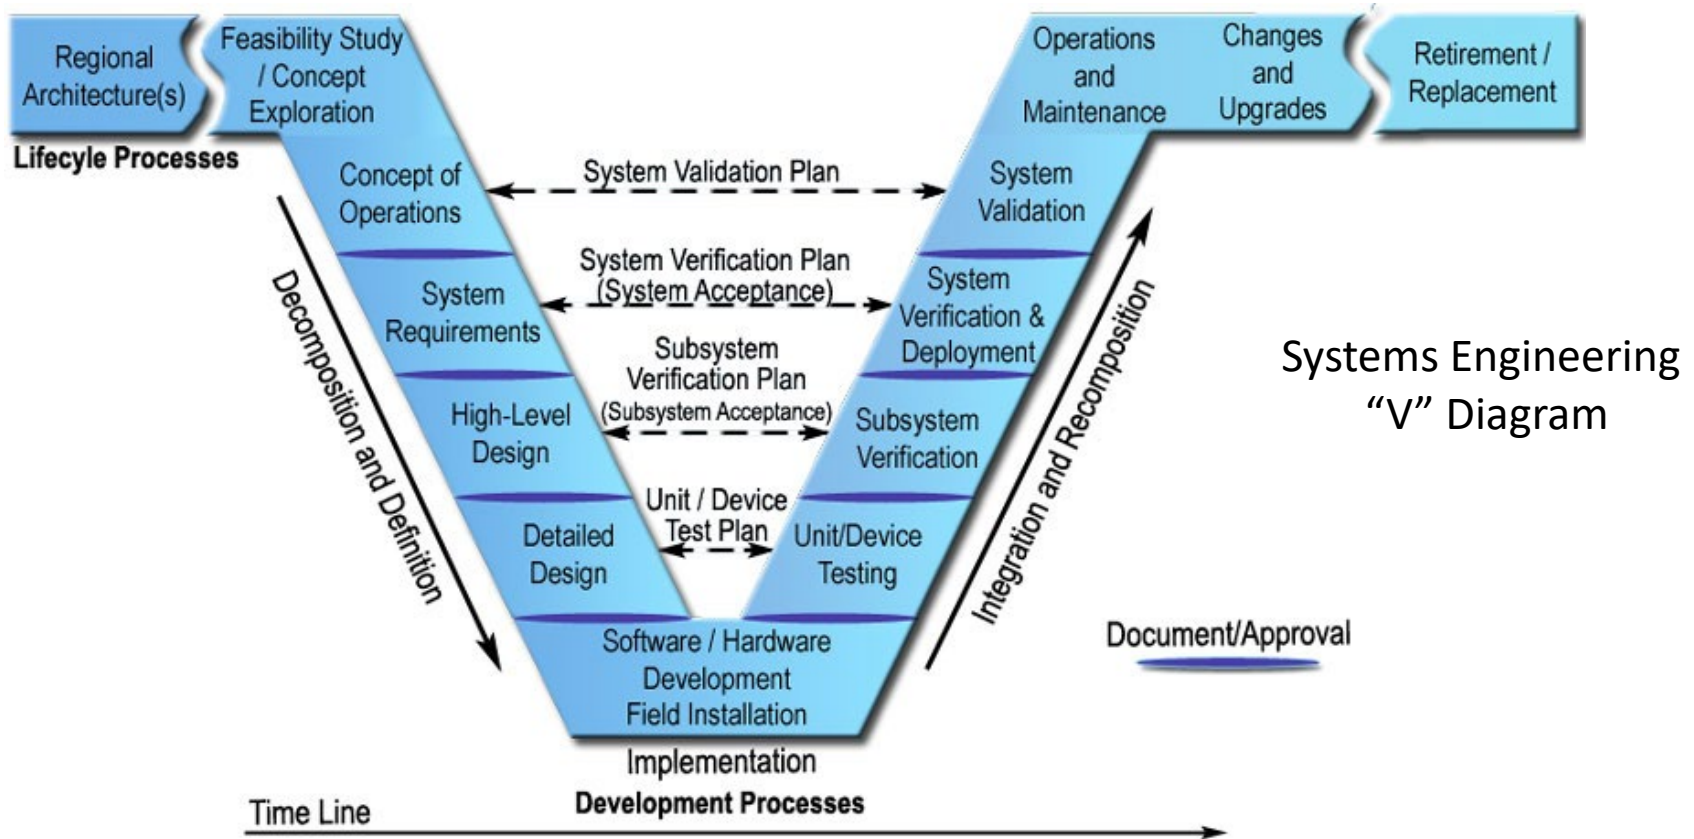 Regional
Architecture(s)
Feasibility Study
/ Concept
Exploration
Operations
and
Maintenance
Changes
and
Upgrades
Retirement /
Replacement
Lifecyle Processes
Concept of
Operations
System Validation Plan
System
Validation
System
Requirements
System Verification Plan
(System Acceptance)
System
Verification &
Deployment
High-Level
Design
Subsystem
Verification Plan
(Subsystem Acceptance)
Subsystem
Verification
Detailed
Design
Unit / Device
Test Plan
Unit/Device
Testing
Decomposition and Definition
Integration and Recomposition
Systems Engineering
“V” Diagram
Software / Hardware
Development
Field Installation
Document/Approval
Implementation
Development Processes
Time Line